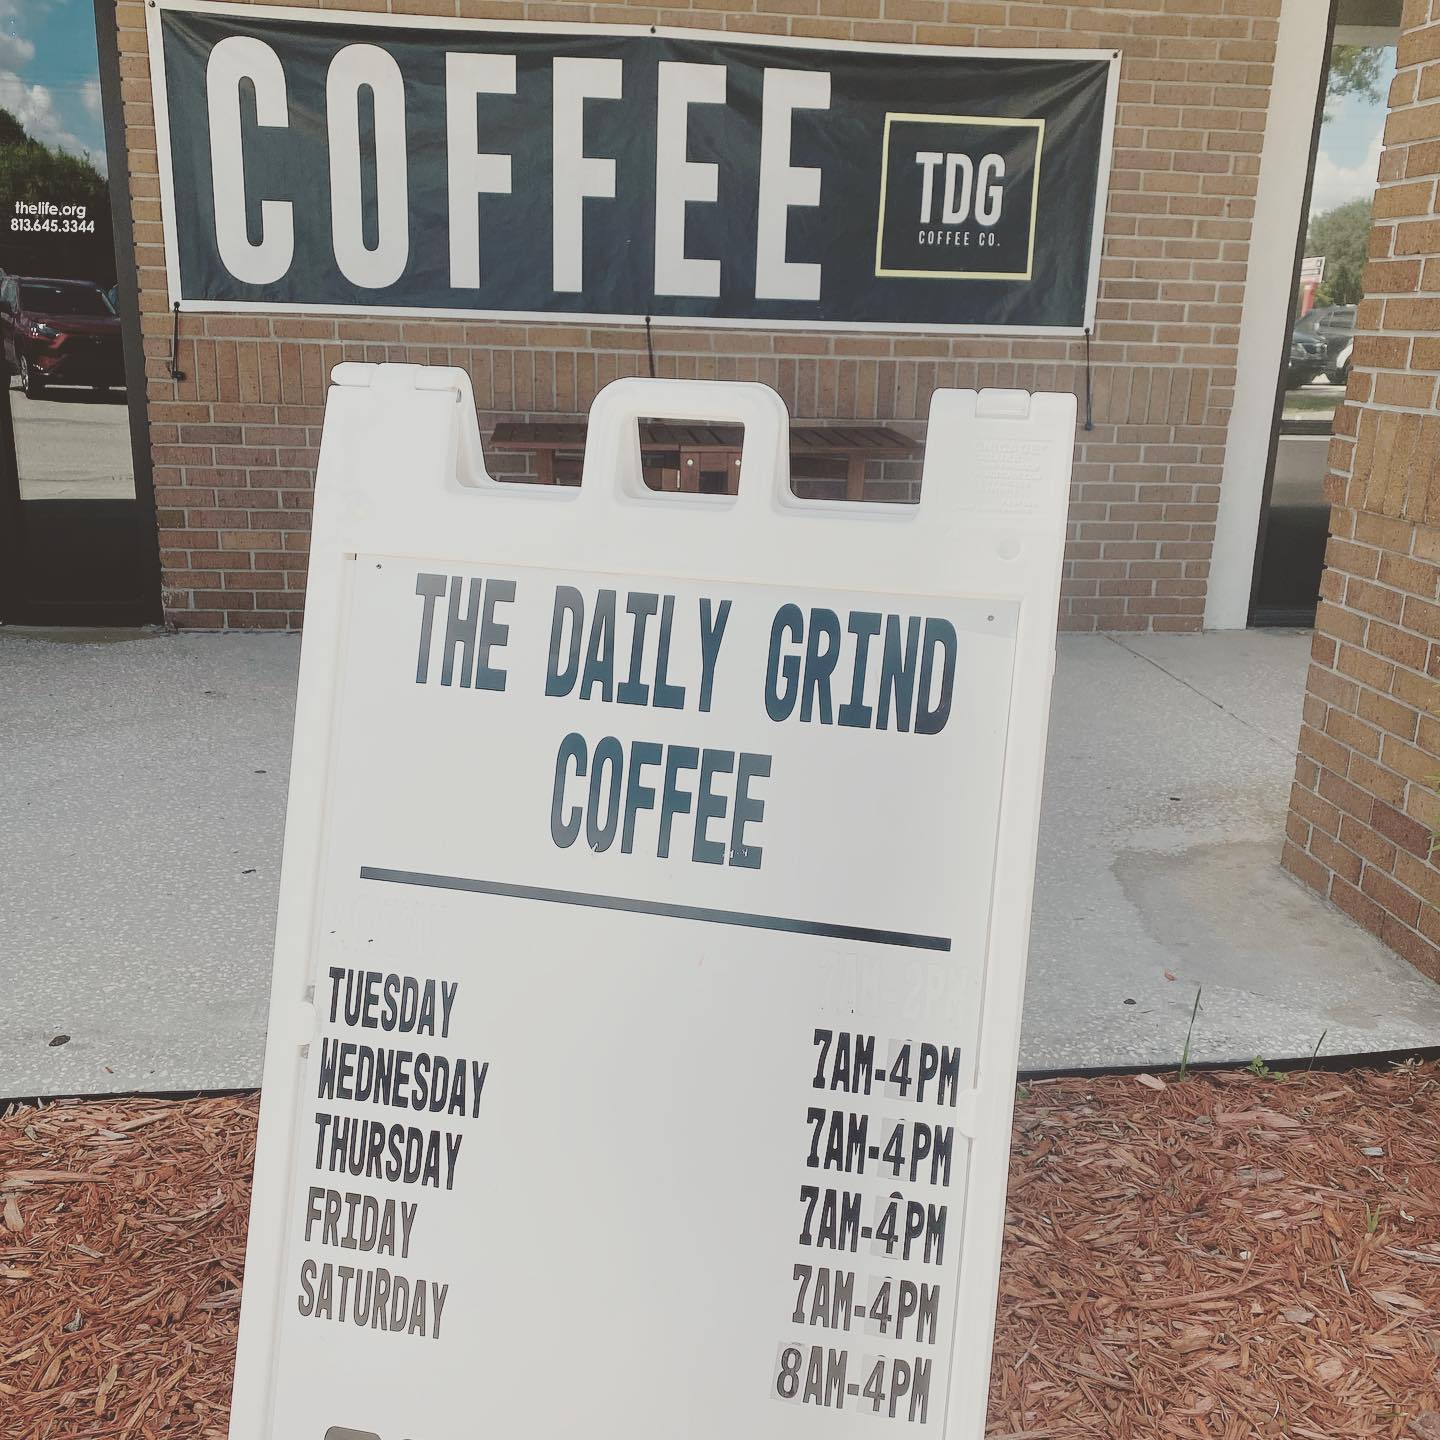 COFFEE
TDG
COFFEE CO.
thelife.org
813.645.3344
THE DAILY GRIND
COFFEE
TUESDAY 7AM-4PM
WEDNESDAY 7AM-4PM
THURSDAY 7AM-4PM
FRIDAY 7AM-4PM
SATURDAY 8AM-4PM